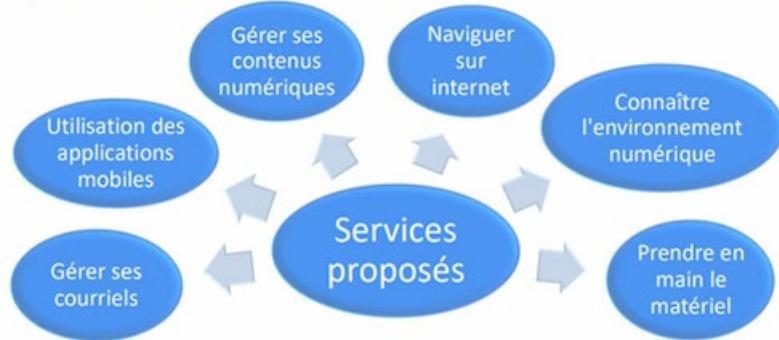 Gérer ses
contenus
numériques
Naviguer
sur
internet
Connaître
l'environnement
numérique
Utilisation des
applications
mobiles
Services
proposés
Gérer ses
courriels
Prendre en
main le
matériel